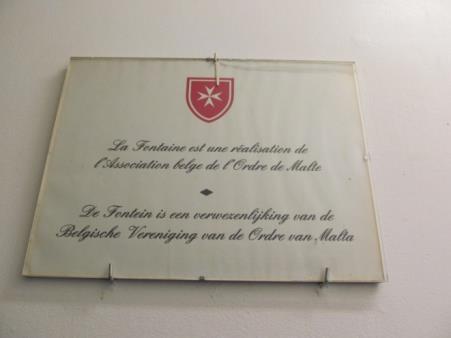 La Fontaine est une réalisation de
l'Association belge de l'Ordre de Malte
De Fontein is een verwezenlijking van de
Belgische Vereniging van de Ordre van Malta